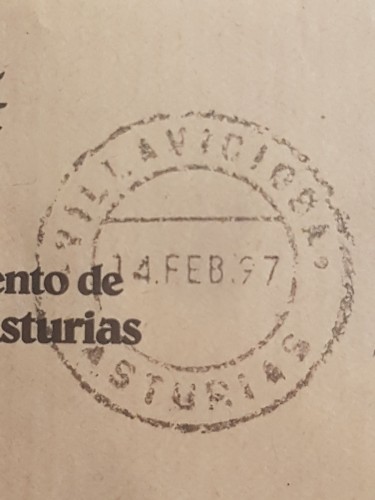 VILLAVICIOSA
14.FEB.97
ento de
sturias
ASTURIAS